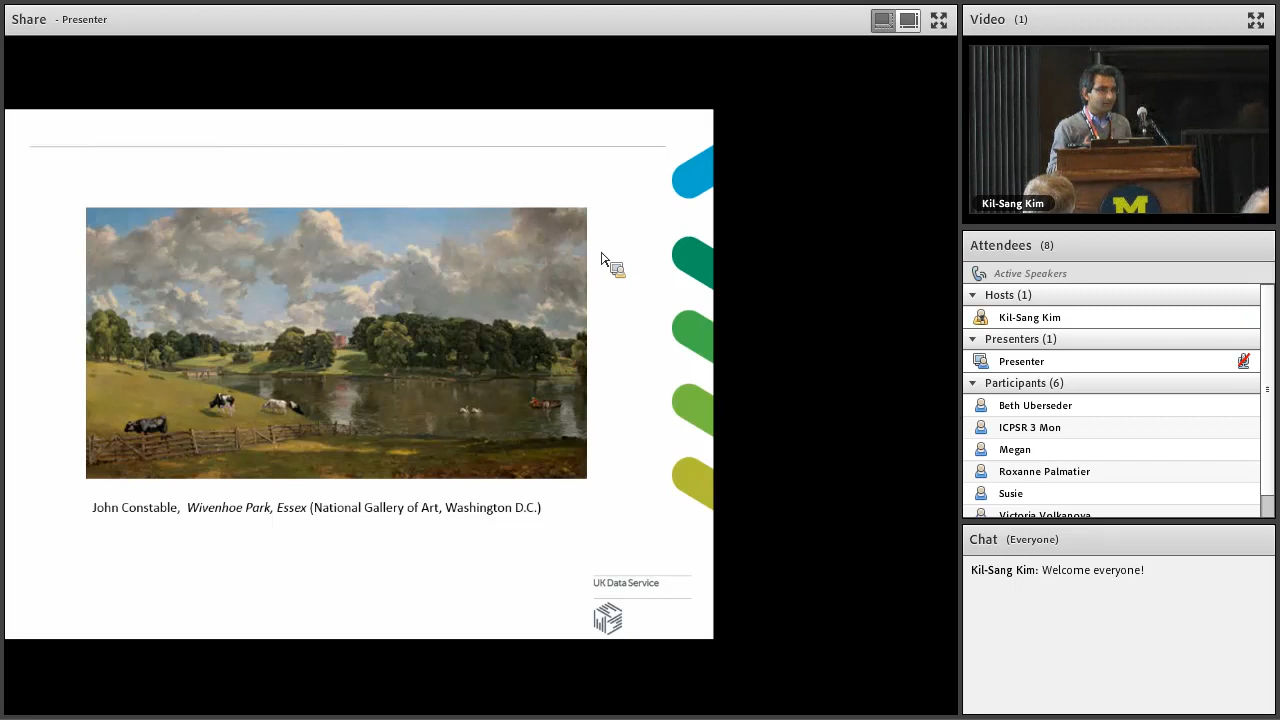 Share - Presenter
John Constable, Wivenhoe Park, Essex (National Gallery of Art, Washington D.C.)
UK Data Service
Video (1)
Kil-Sang Kim
M
Attendees (8)
Active Speakers
Hosts (1)
Kil-Sang Kim
Presenters (1)
Presenter
Participants (6)
Beth Uberseder
ICPSR 3 Mon
Megan
Roxanne Palmatier
Susie
Victoria Volkanova
Chat (Everyone)
Kil-Sang Kim: Welcome everyone!